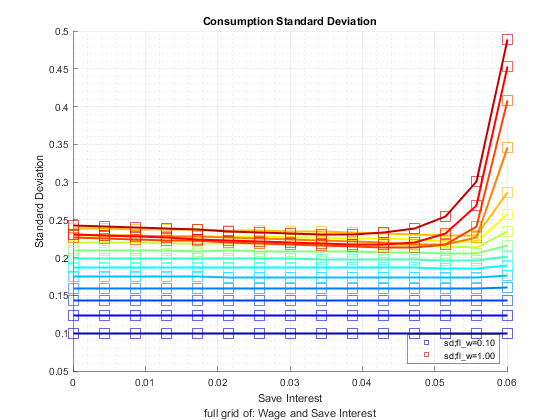 Consumption Standard Deviation
0.5
0.45
0.4
0.35
0.3
0.25
0.2
0.15
0.1
0.05
Standard Deviation
0
0.01
0.02
0.03
0.04
0.05
0.06
sd;fl_w=0.10
sd;fl_w=1.00
Save Interest
full grid of: Wage and Save Interest